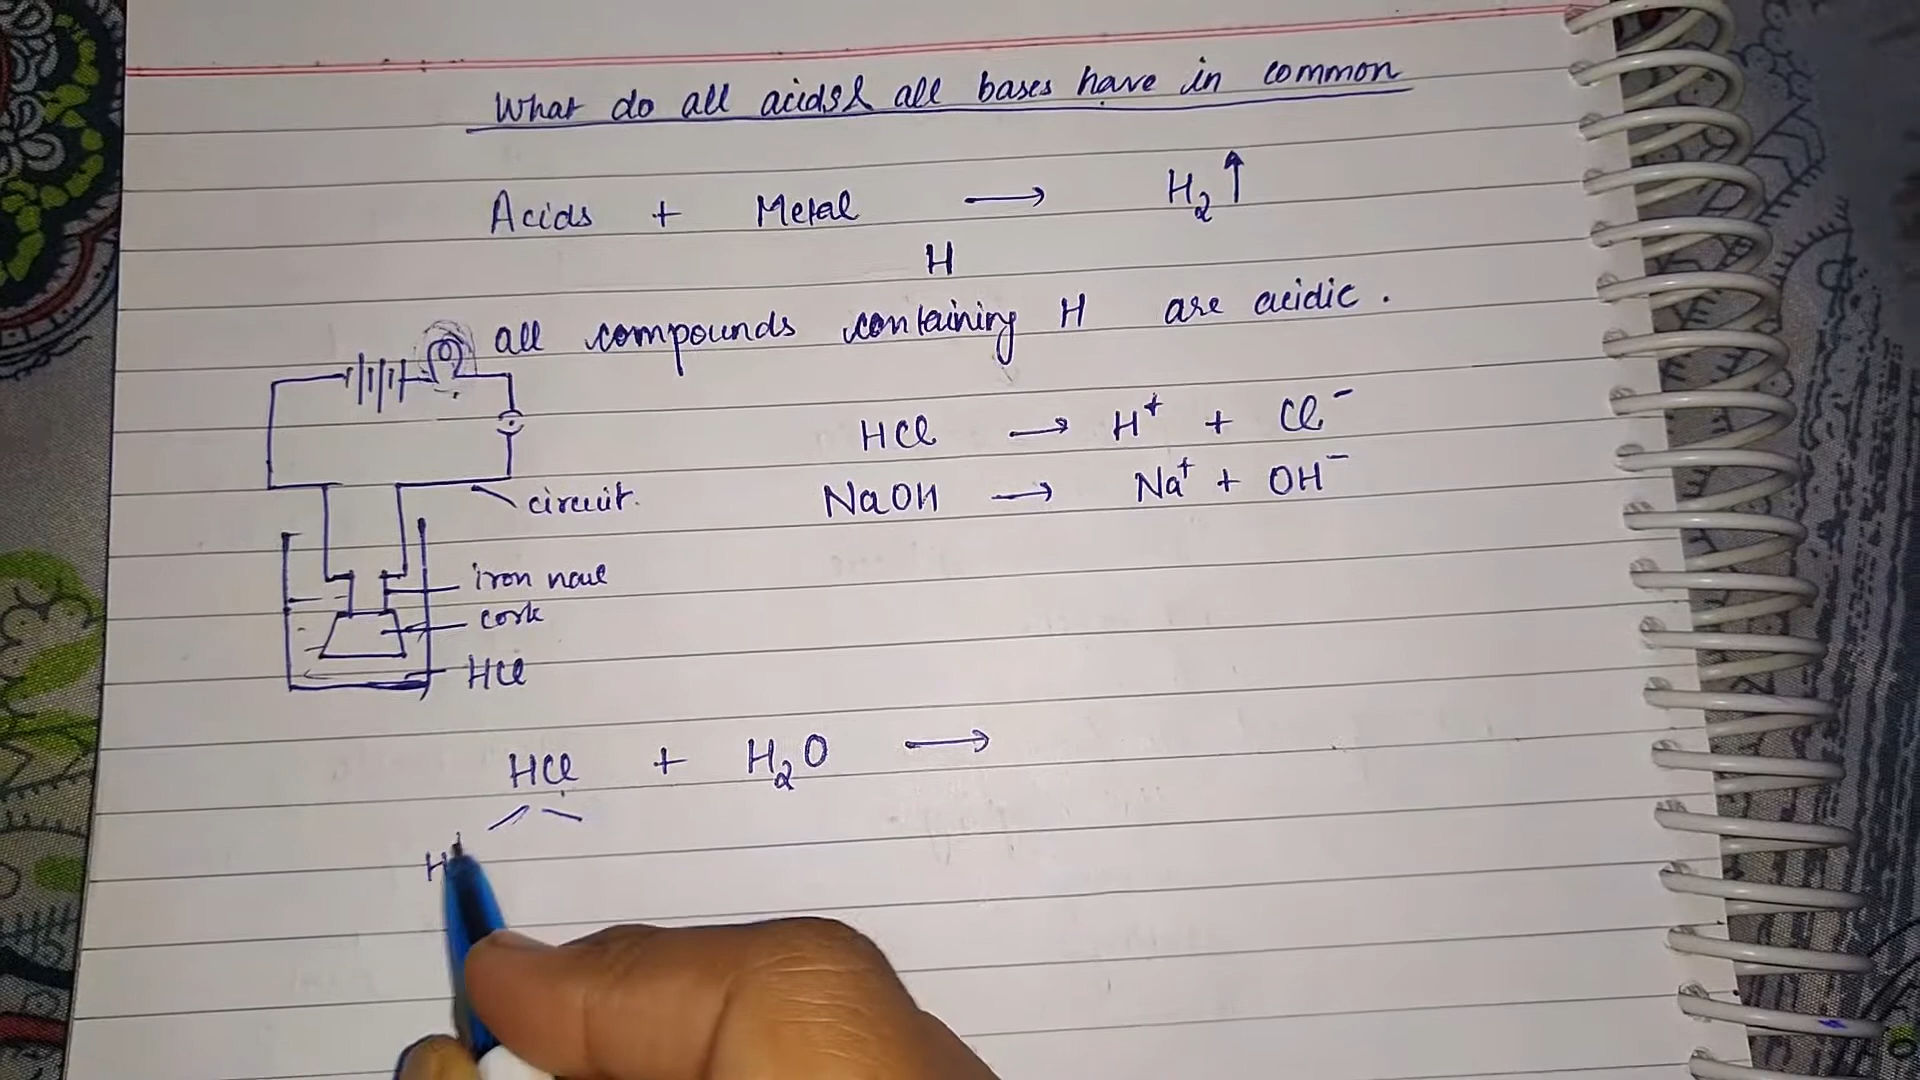 What do all acids & all bases have in common
Acids + Metal → H₂↑
H
all compounds containing H are acidic.
HCl → H⁺ + Cl⁻
circuit.
NaOH → Na⁺ + OH⁻
iron nail
cork
HCl
HCl + H₂O →
H